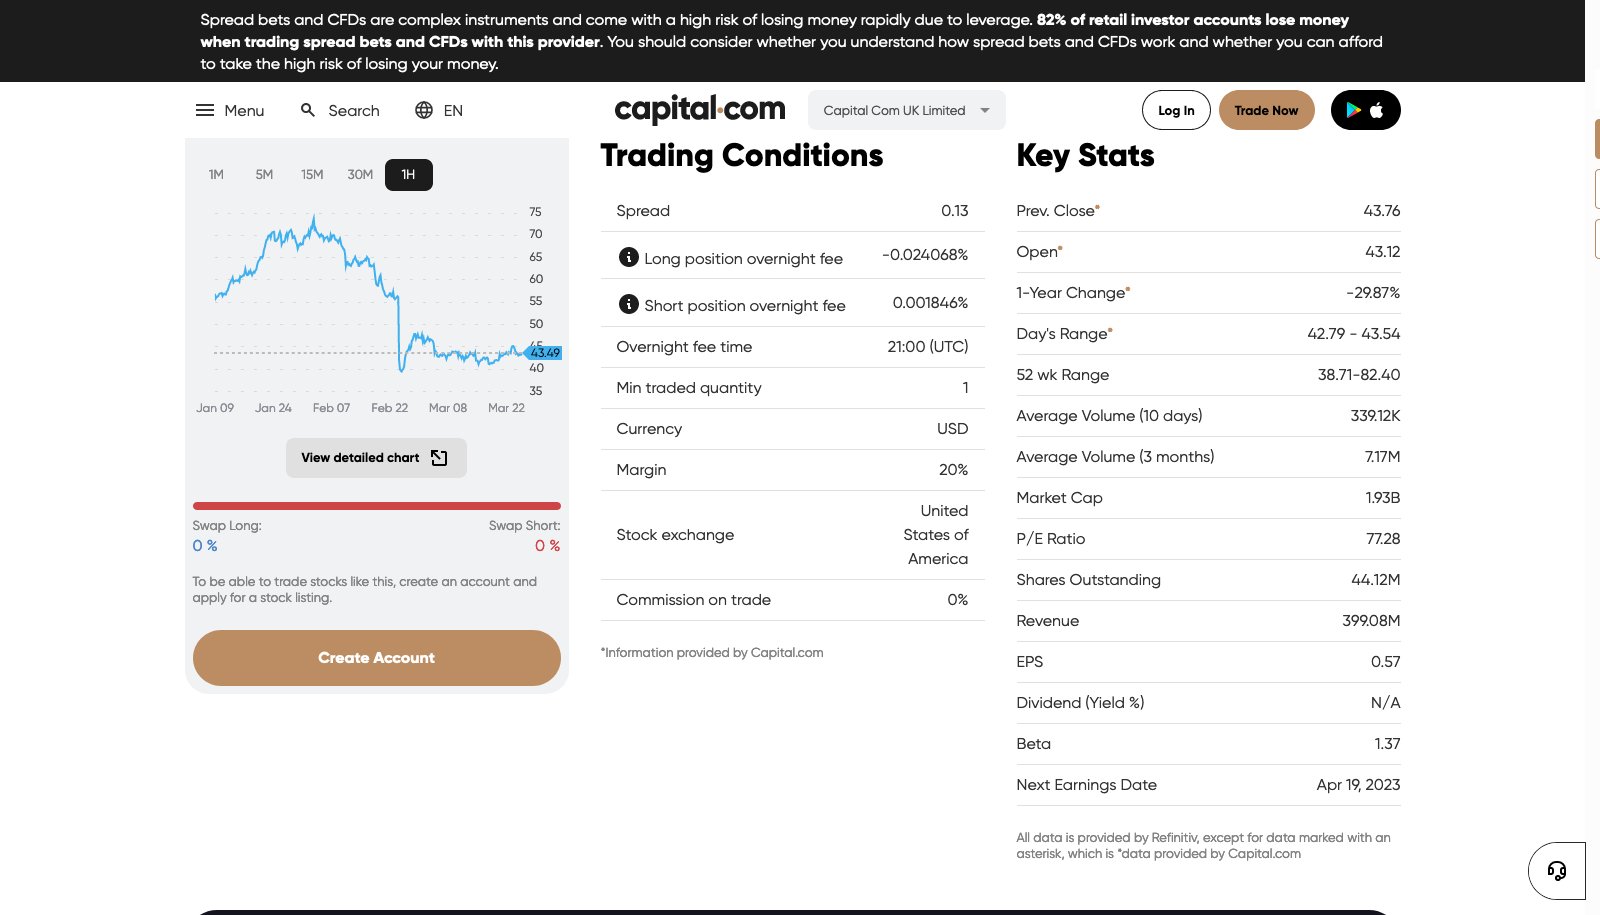 Spread bets and CFDs are complex instruments and come with a high risk of losing money rapidly due to leverage. 82% of retail investor accounts lose money
when trading spread bets and CFDs with this provider. You should consider whether you understand how spread bets and CFDs work and whether you can afford
to take the high risk of losing your money.
Menu
Search
EN
capital.com
Capital Com UK Limited
Log In
Trade Now
1M 5M 15M 30M 1H
75
70
65
60
55
50
45
43.49
40
35
Jan 09 Jan 24 Feb 07 Feb 22 Mar 08 Mar 22
View detailed chart
Swap Long: Swap Short:
0 % 0 %
To be able to trade stocks like this, create an account and
apply for a stock listing.
Create Account
Trading Conditions
Spread 0.13
Long position overnight fee -0.024068%
Short position overnight fee 0.001846%
Overnight fee time 21:00 (UTC)
Min traded quantity 1
Currency USD
Margin 20%
Stock exchange United
States of
America
Commission on trade 0%
*Information provided by Capital.com
Key Stats
Prev. Close* 43.76
Open* 43.12
1-Year Change* -29.87%
Day's Range* 42.79 - 43.54
52 wk Range 38.71-82.40
Average Volume (10 days) 339.12K
Average Volume (3 months) 7.17M
Market Cap 1.93B
P/E Ratio 77.28
Shares Outstanding 44.12M
Revenue 399.08M
EPS 0.57
Dividend (Yield %) N/A
Beta 1.37
Next Earnings Date Apr 19, 2023
All data is provided by Refinitiv, except for data marked with an
asterisk, which is *data provided by Capital.com